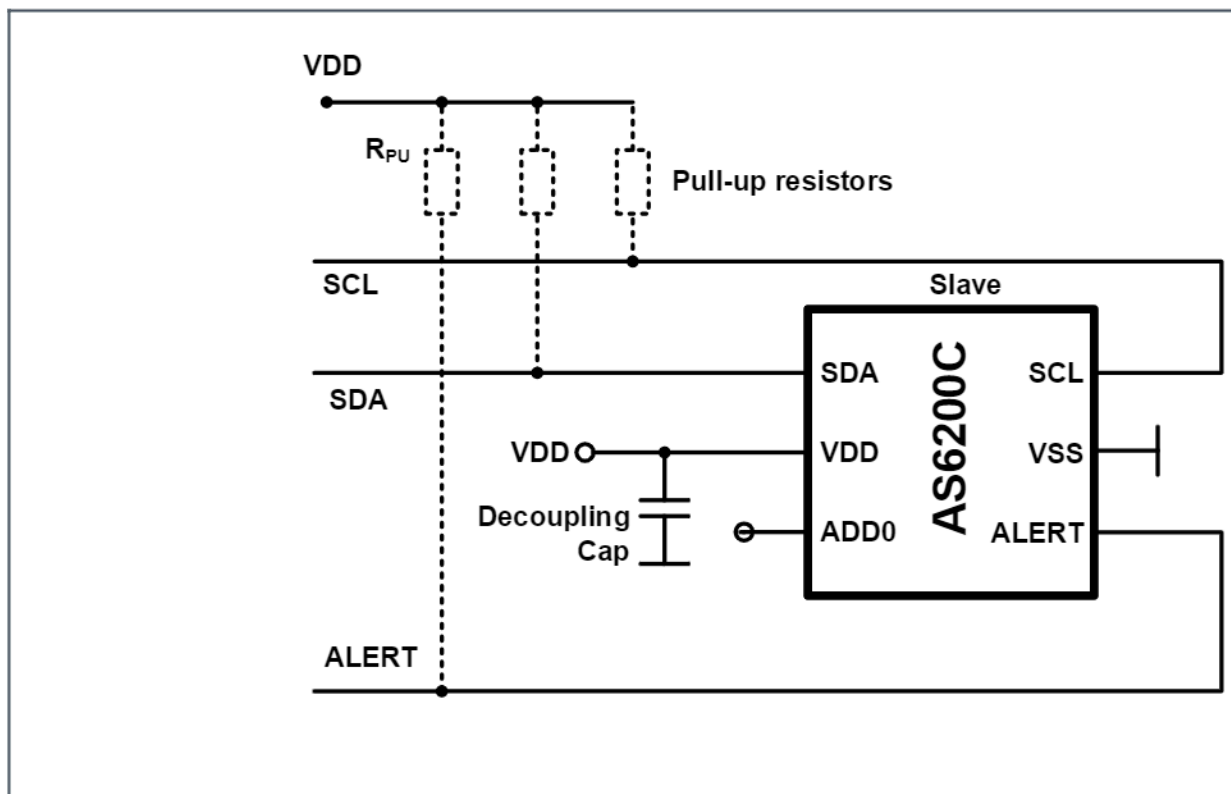 VDD
RPU
Pull-up resistors
SCL
Slave
SDA
SDA
SCL
VDD
VDD
VSS
Decoupling
Cap
ADD0
ALERT
AS6200C
ALERT